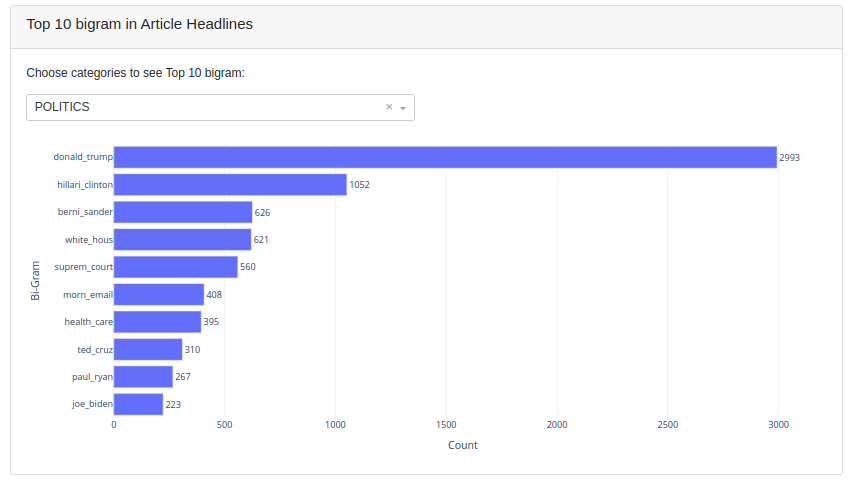 Top 10 bigram in Article Headlines
Choose categories to see Top 10 bigram:
POLITICS × 
Bi-Gram
donald_trump 2993
hillari_clinton 1052
berni_sander 626
white_hous 621
suprem_court 560
morn_email 408
health_care 395
ted_cruz 310
paul_ryan 267
joe_biden 223
0 500 1000 1500 2000 2500 3000
Count